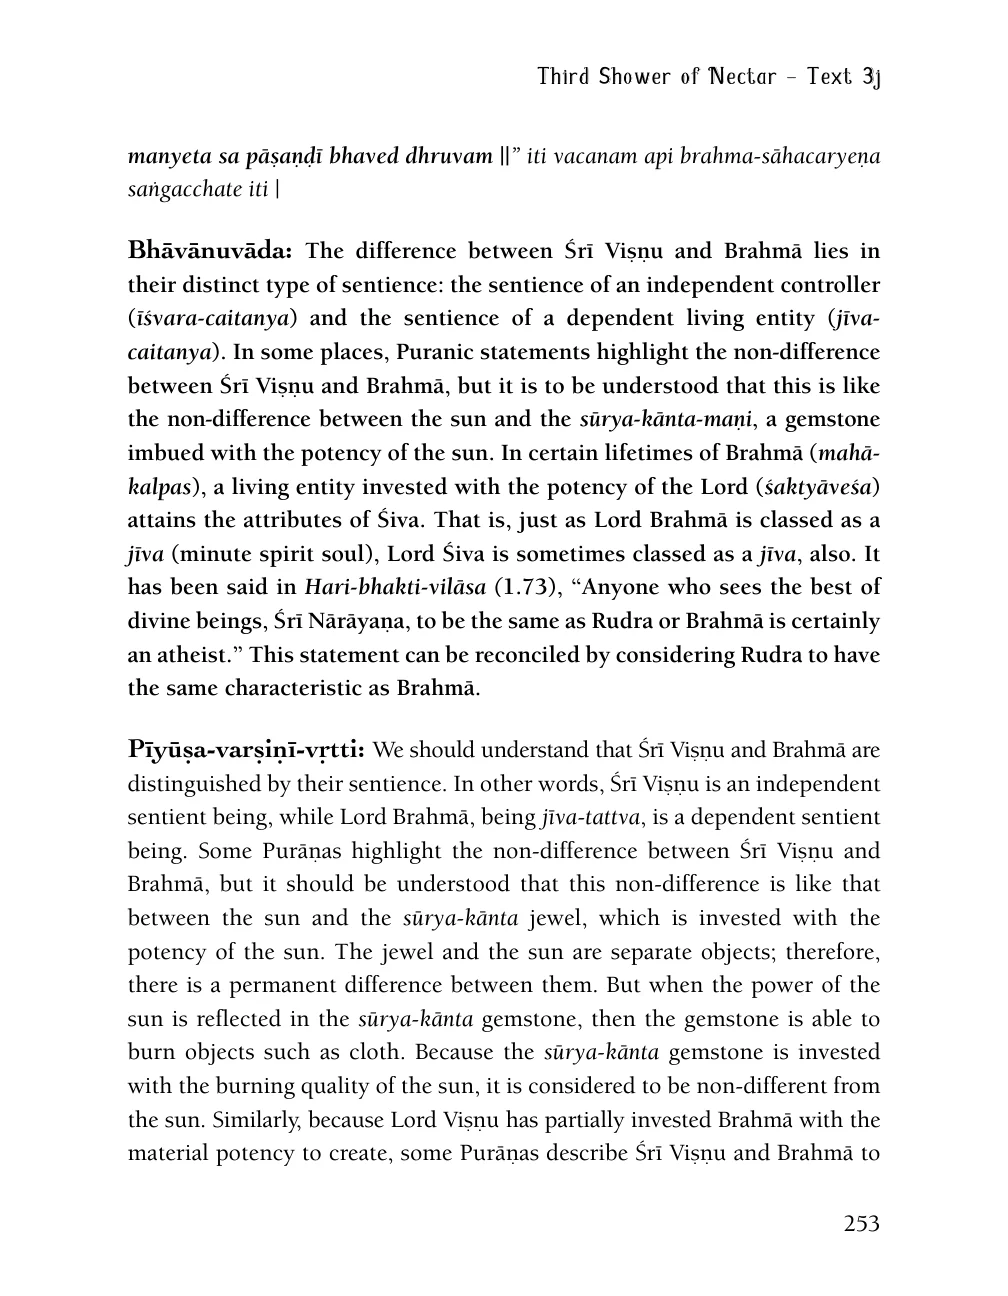 Third Shower of Nectar – Text 3j
manyeta sa pāṣaṇḍī bhaved dhruvam ||” iti vacanam api brahma-sāhacaryeṇa
saṅgacchate iti |
Bhāvānuvāda: The difference between Śrī Viṣṇu and Brahmā lies in
their distinct type of sentience: the sentience of an independent controller
(īśvara-caitanya) and the sentience of a dependent living entity (jīva-
caitanya). In some places, Puranic statements highlight the non-difference
between Śrī Viṣṇu and Brahmā, but it is to be understood that this is like
the non-difference between the sun and the sūrya-kānta-maṇi, a gemstone
imbued with the potency of the sun. In certain lifetimes of Brahmā (mahā-
kalpas), a living entity invested with the potency of the Lord (śaktyāveśa)
attains the attributes of Śiva. That is, just as Lord Brahmā is classed as a
jīva (minute spirit soul), Lord Śiva is sometimes classed as a jīva, also. It
has been said in Hari-bhakti-vilāsa (1.73), “Anyone who sees the best of
divine beings, Śrī Nārāyaṇa, to be the same as Rudra or Brahmā is certainly
an atheist.” This statement can be reconciled by considering Rudra to have
the same characteristic as Brahmā.
Pīyūṣa-varṣiṇī-vṛtti: We should understand that Śrī Viṣṇu and Brahmā are
distinguished by their sentience. In other words, Śrī Viṣṇu is an independent
sentient being, while Lord Brahmā, being jīva-tattva, is a dependent sentient
being. Some Purāṇas highlight the non-difference between Śrī Viṣṇu and
Brahmā, but it should be understood that this non-difference is like that
between the sun and the sūrya-kānta jewel, which is invested with the
potency of the sun. The jewel and the sun are separate objects; therefore,
there is a permanent difference between them. But when the power of the
sun is reflected in the sūrya-kānta gemstone, then the gemstone is able to
burn objects such as cloth. Because the sūrya-kānta gemstone is invested
with the burning quality of the sun, it is considered to be non-different from
the sun. Similarly, because Lord Viṣṇu has partially invested Brahmā with the
material potency to create, some Purāṇas describe Śrī Viṣṇu and Brahmā to
253